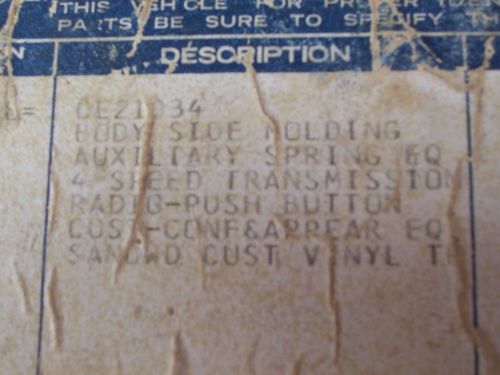 THIS VEHICLE FOR PROPER
PARTS BE SURE TO SPECIFY
DESCRIPTION
CE21034
BODY SIDE MOLDING
AUXILIARY SPRING EQ
4 SPEED TRANSMISSION
RADIO-PUSH BUTTON
CUST-CONF&APPEAR EQ
CUST VINYL